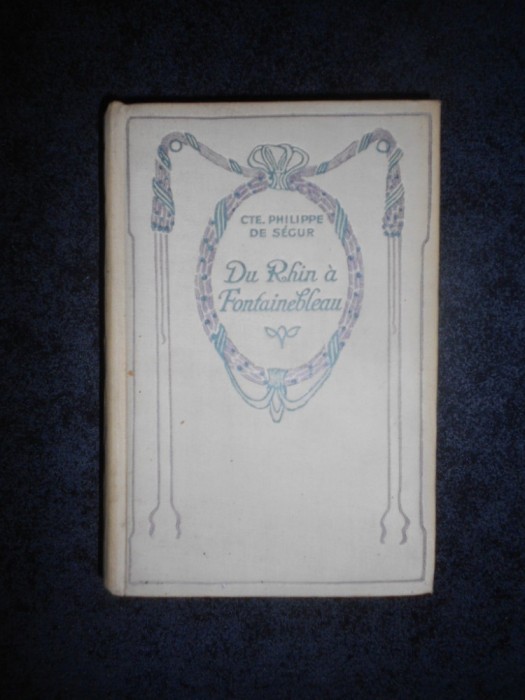 CTE. PHILIPPE
DE SÉGUR
Du Rhin à
Fontainebleau